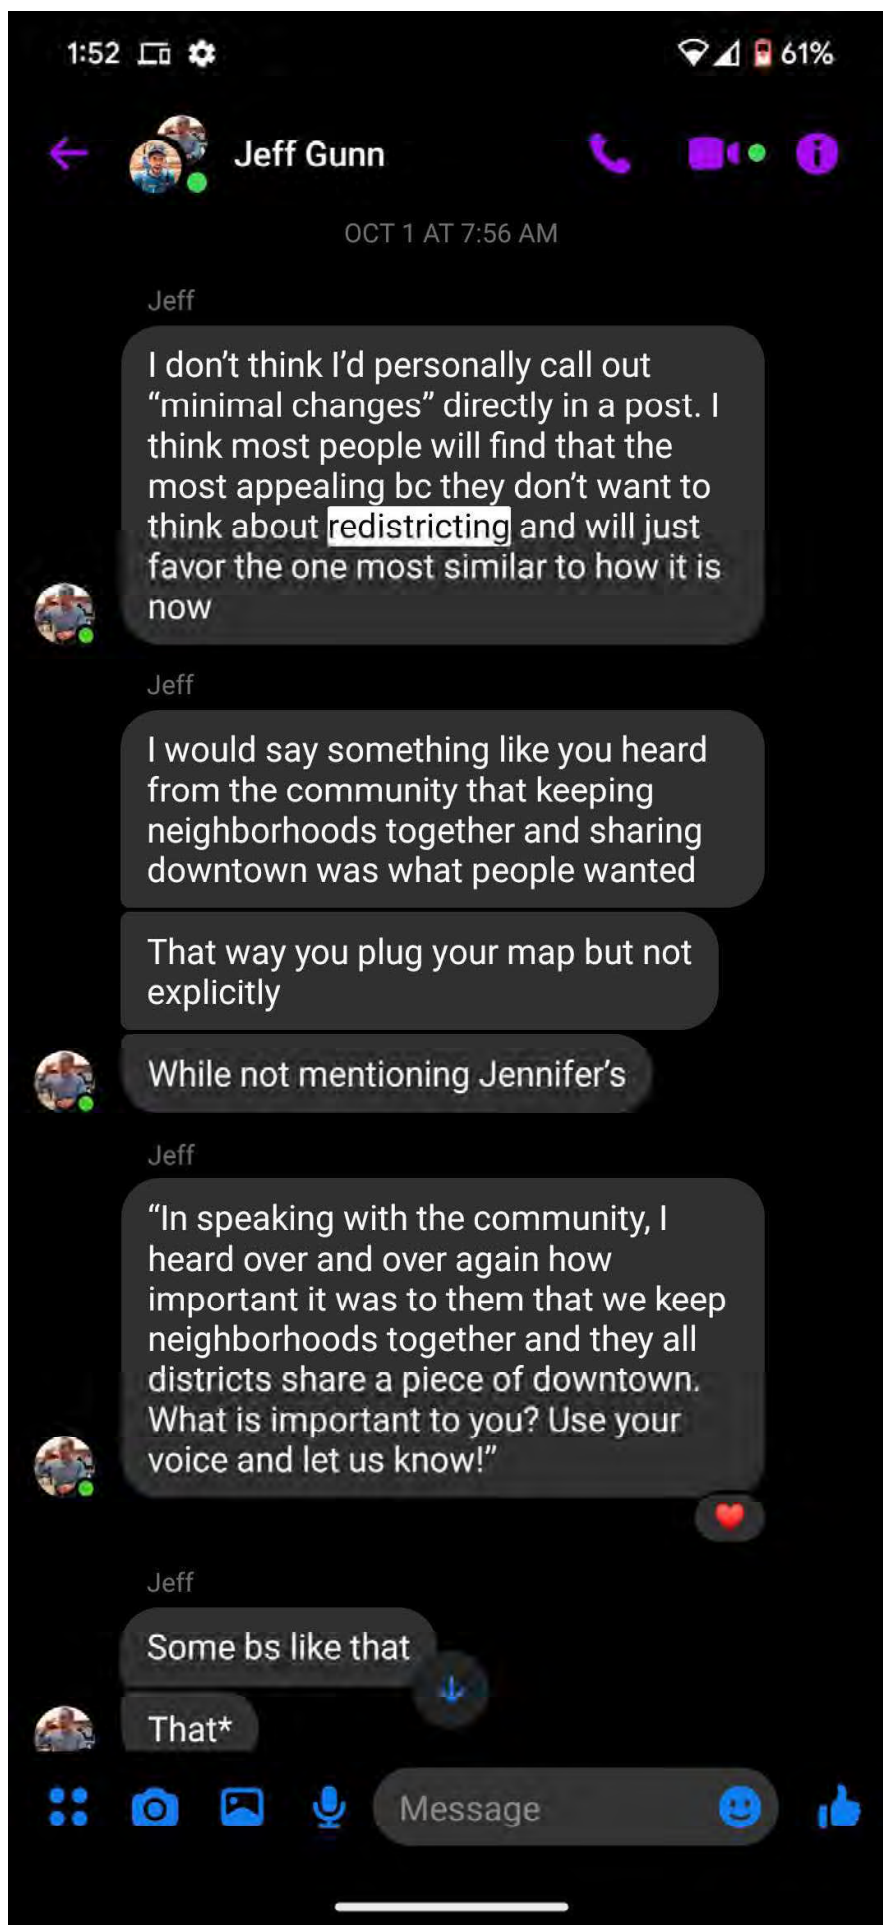 1:52
61%
Jeff Gunn
OCT 1 AT 7:56 AM
Jeff
I don’t think I’d personally call out
“minimal changes” directly in a post. I
think most people will find that the
most appealing bc they don’t want to
think about redistricting and will just
favor the one most similar to how it is
now
Jeff
I would say something like you heard
from the community that keeping
neighborhoods together and sharing
downtown was what people wanted
That way you plug your map but not
explicitly
While not mentioning Jennifer’s
Jeff
“In speaking with the community, I
heard over and over again how
important it was to them that we keep
neighborhoods together and they all
districts share a piece of downtown.
What is important to you? Use your
voice and let us know!”
Jeff
Some bs like that
That*
Message